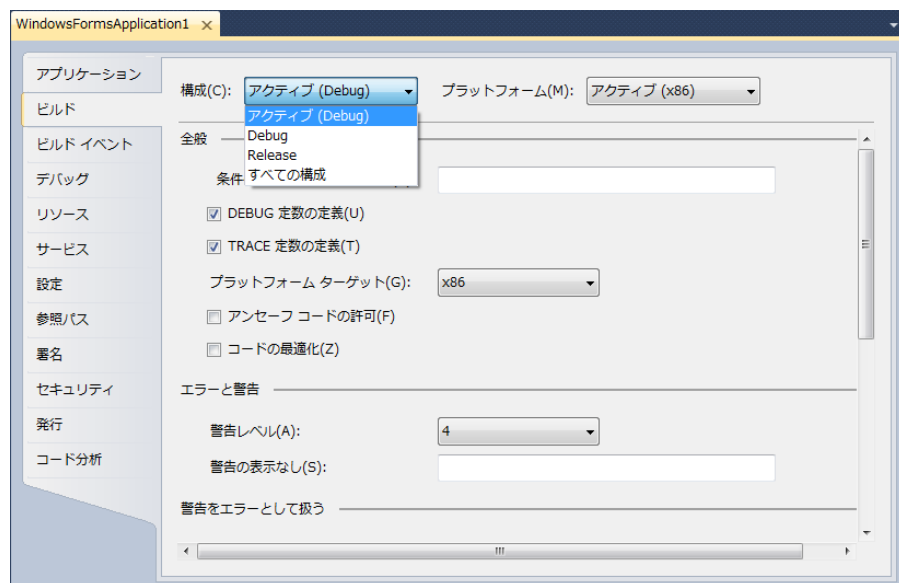 WindowsFormsApplication1
アプリケーション
ビルド
ビルド イベント
デバッグ
リソース
サービス
設定
参照パス
署名
セキュリティ
発行
コード分析
構成(C): アクティブ (Debug) プラットフォーム(M): アクティブ (x86)
アクティブ (Debug)
Debug
Release
すべての構成
全般
条件
DEBUG 定数の定義(U)
TRACE 定数の定義(T)
プラットフォーム ターゲット(G): x86
アンセーフ コードの許可(F)
コードの最適化(Z)
エラーと警告
警告レベル(A): 4
警告の表示なし(S):
警告をエラーとして扱う